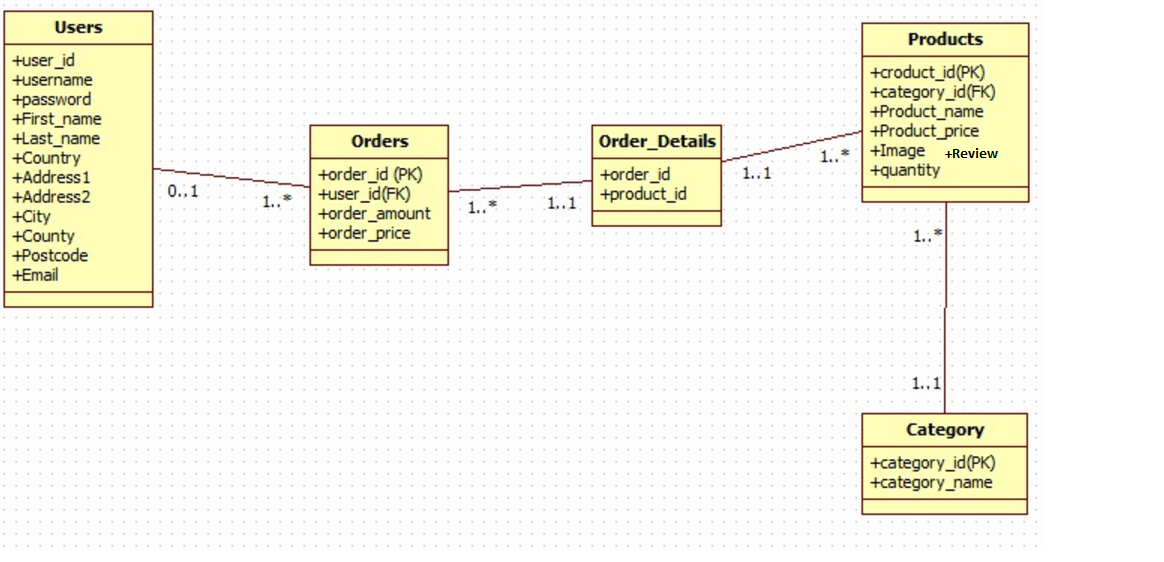 Users
+user_id
+username
+password
+First_name
+Last_name
+Country
+Address1
+Address2
+City
+County
+Postcode
+Email
0..1
1..*
Orders
+order_id (PK)
+user_id(FK)
+order_amount
+order_price
1..*
1..1
Order_Details
+order_id
+product_id
1..1
1..*
Products
+croduct_id(PK)
+category_id(FK)
+Product_name
+Product_price
+Image +Review
+quantity
1..*
1..1
Category
+category_id(PK)
+category_name